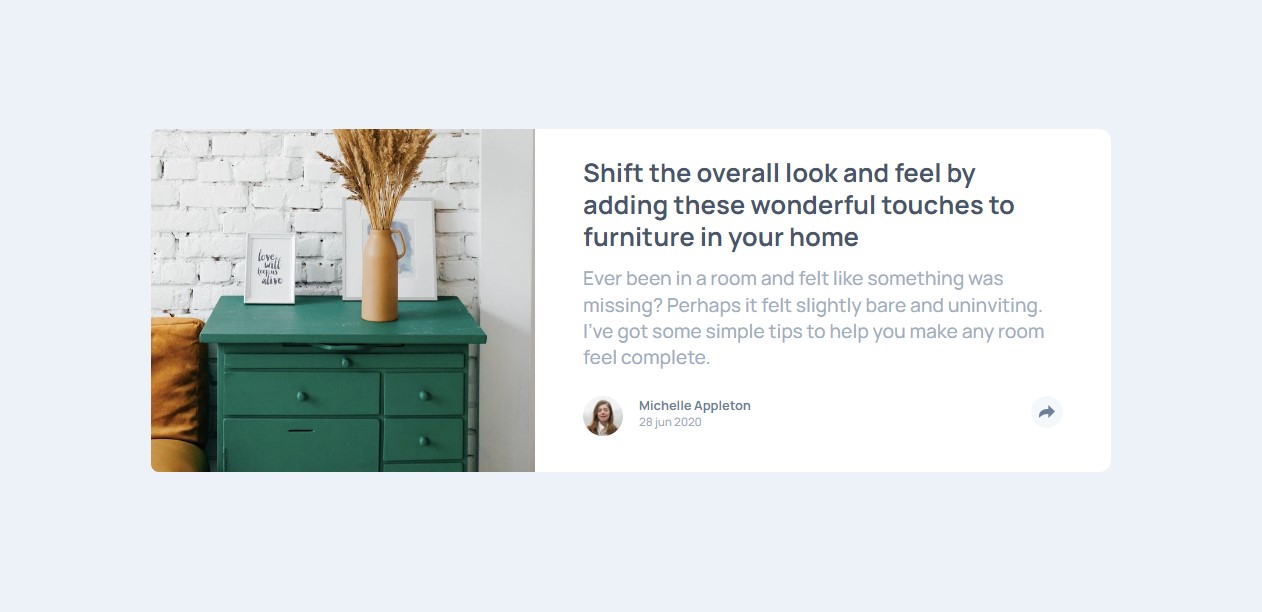 love
will
keep us
alive
Shift the overall look and feel by
adding these wonderful touches to
furniture in your home
Ever been in a room and felt like something was
missing? Perhaps it felt slightly bare and uninviting.
I've got some simple tips to help you make any room
feel complete.
Michelle Appleton
28 jun 2020